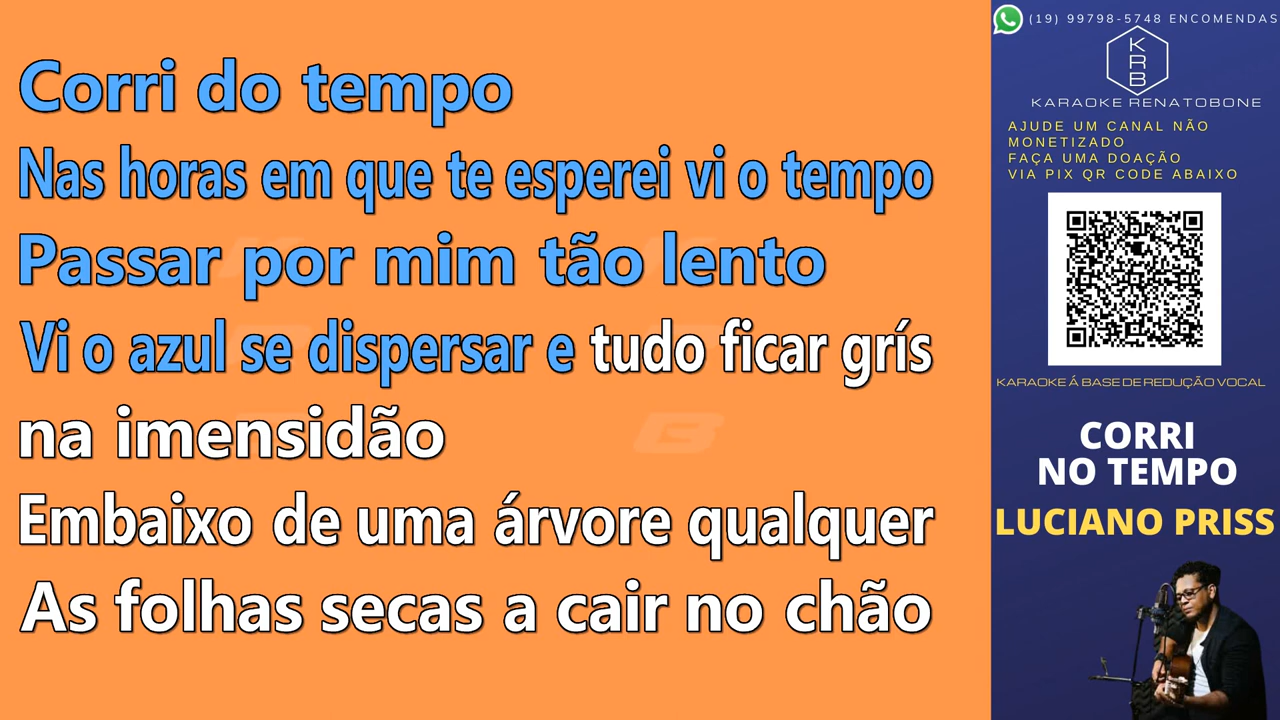 Corri do tempo
Nas horas em que te esperei vi o tempo
Passar por mim tão lento
Vi o azul se dispersar e tudo ficar grís
na imensidão
Embaixo de uma árvore qualquer
As folhas secas a cair no chão
(19) 99798-5748 ENCOMENDAS
K
R
B
KARAOKE RENATOBONE
AJUDE UM CANAL NÃO
MONETIZADO
FAÇA UMA DOAÇÃO
VIA PIX QR CODE ABAIXO
KARAOKE Á BASE DE REDUÇÃO VOCAL
CORRI
NO TEMPO
LUCIANO PRISS